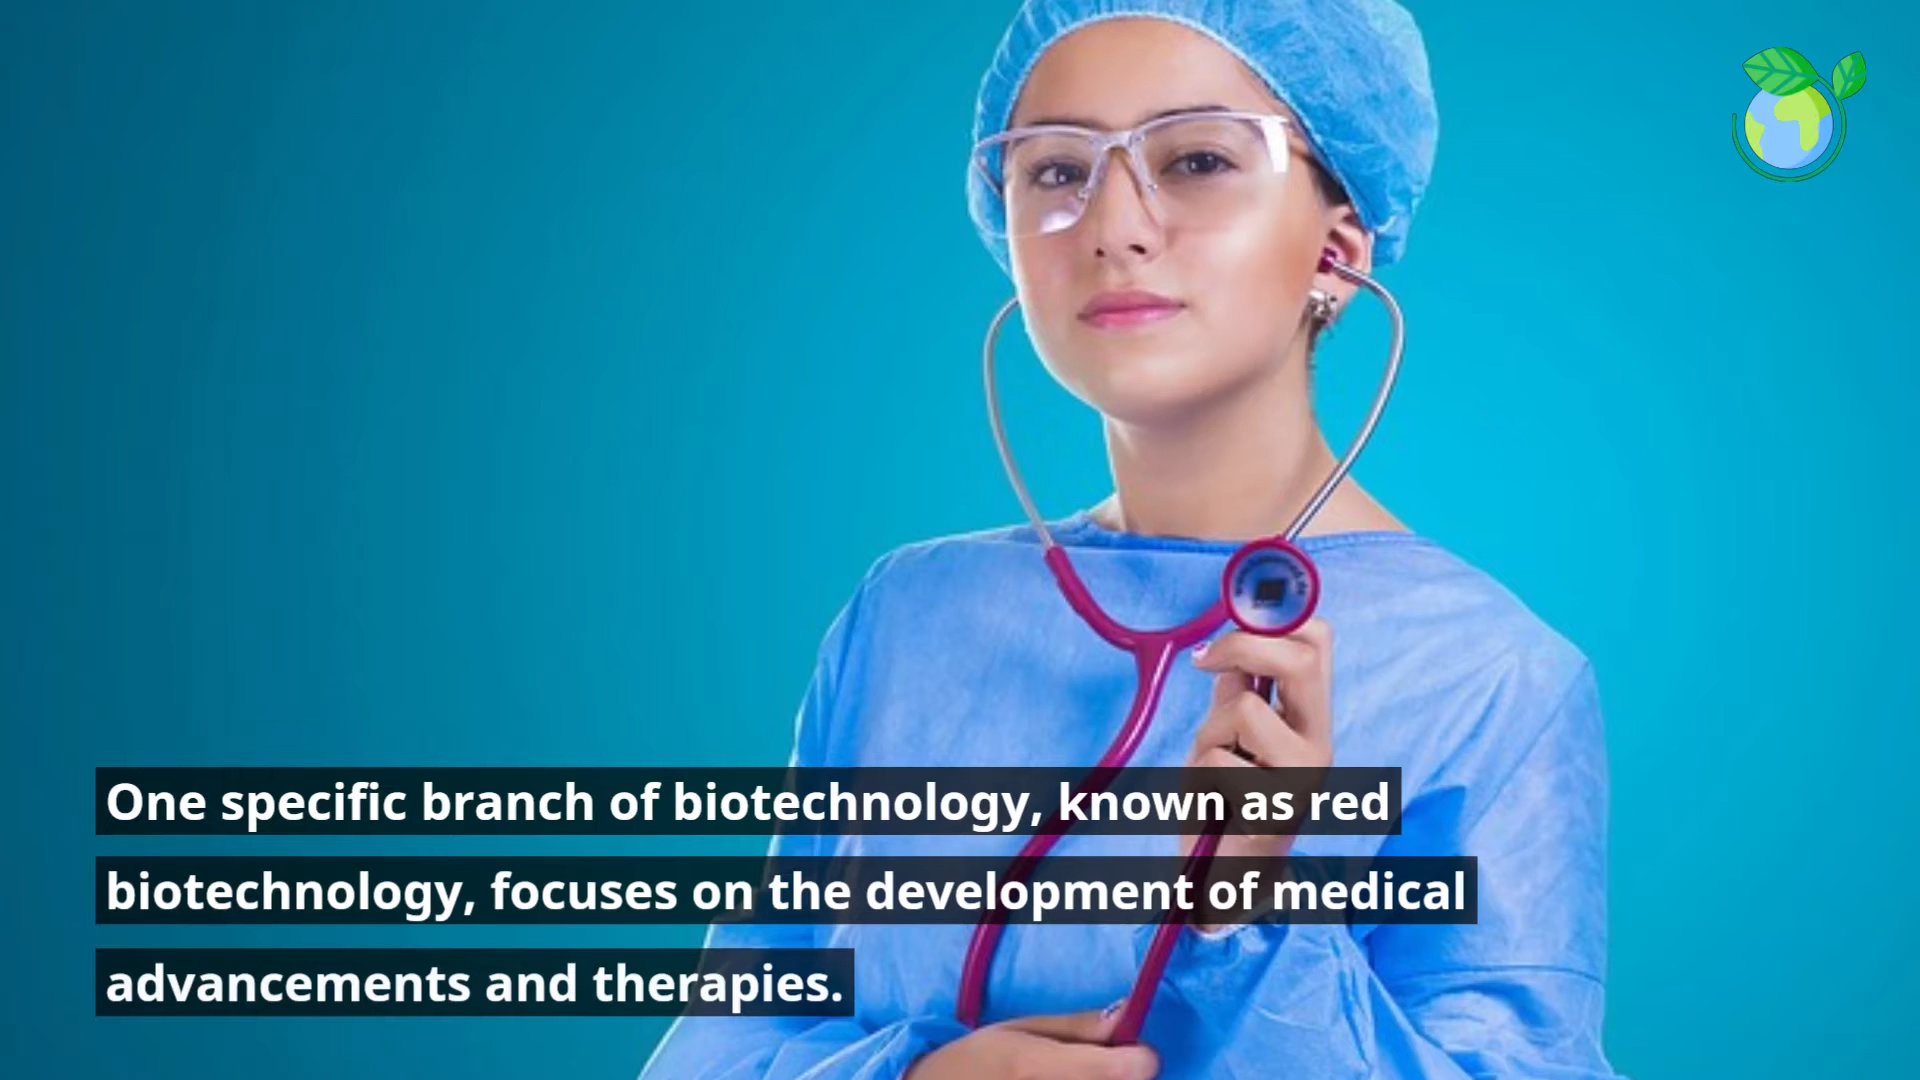 One specific branch of biotechnology, known as red
biotechnology, focuses on the development of medical
advancements and therapies.